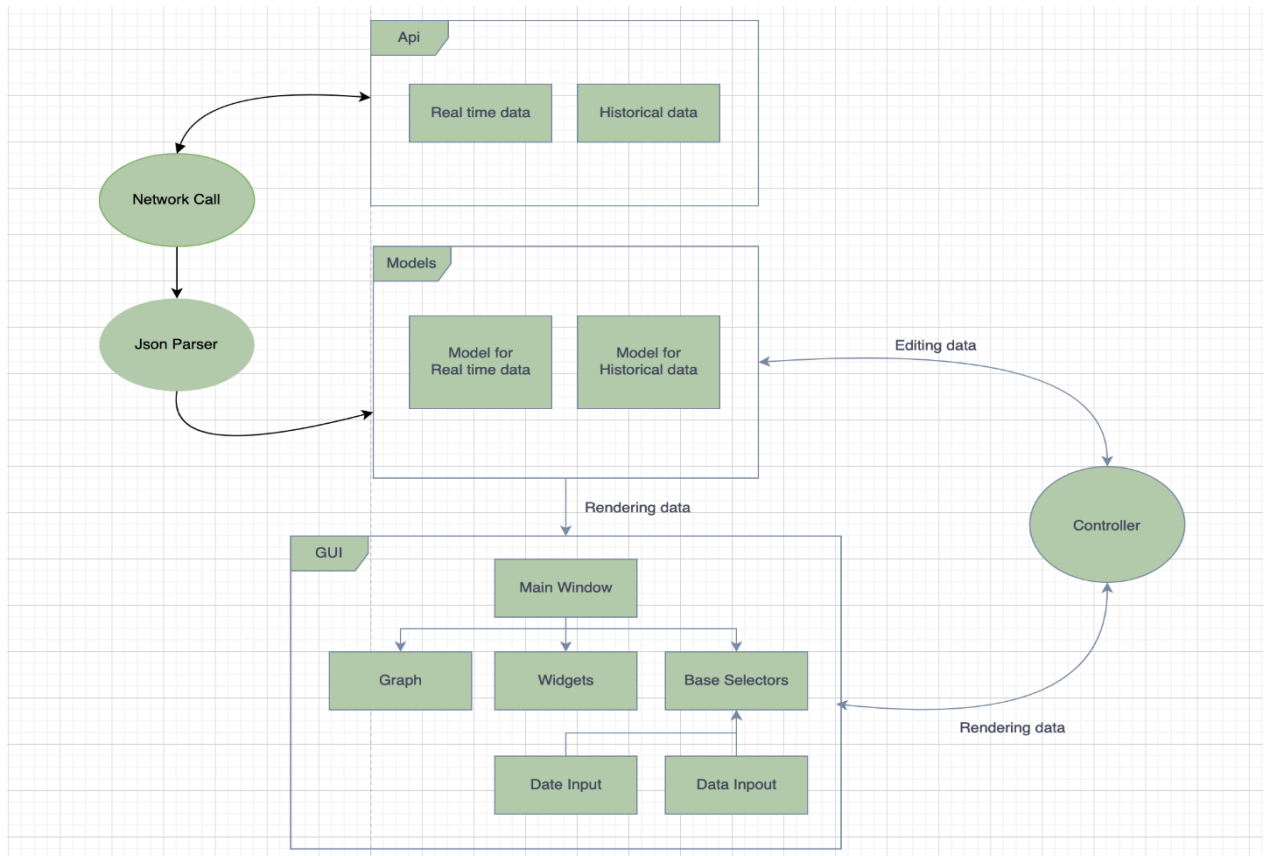 Api
Real time data
Historical data
Network Call
Models
Json Parser
Model for
Real time data
Model for
Historical data
Editing data
Rendering data
Controller
GUI
Main Window
Graph
Widgets
Base Selectors
Rendering data
Date Input
Data Inpout